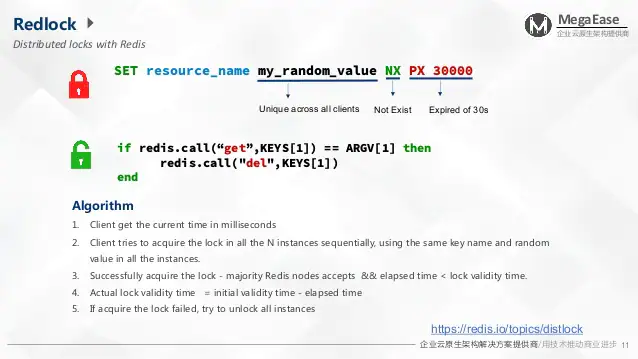 Redlock
MegaEase
企业云原生架构提供商
Distributed locks with Redis
SET resource_name my_random_value NX PX 30000
Unique across all clients
Not Exist
Expired of 30s
if redis.call(“get”,KEYS[1]) == ARGV[1] then
redis.call("del",KEYS[1])
end
Algorithm
1. Client get the current time in milliseconds
2. Client tries to acquire the lock in all the N instances sequentially, using the same key name and random
value in all the instances.
3. Successfully acquire the lock - majority Redis nodes accepts && elapsed time < lock validity time.
4. Actual lock validity time = initial validity time - elapsed time
5. If acquire the lock failed, try to unlock all instances
https://redis.io/topics/distlock
企业云原生架构解决方案提供商/用技术推动商业进步 11